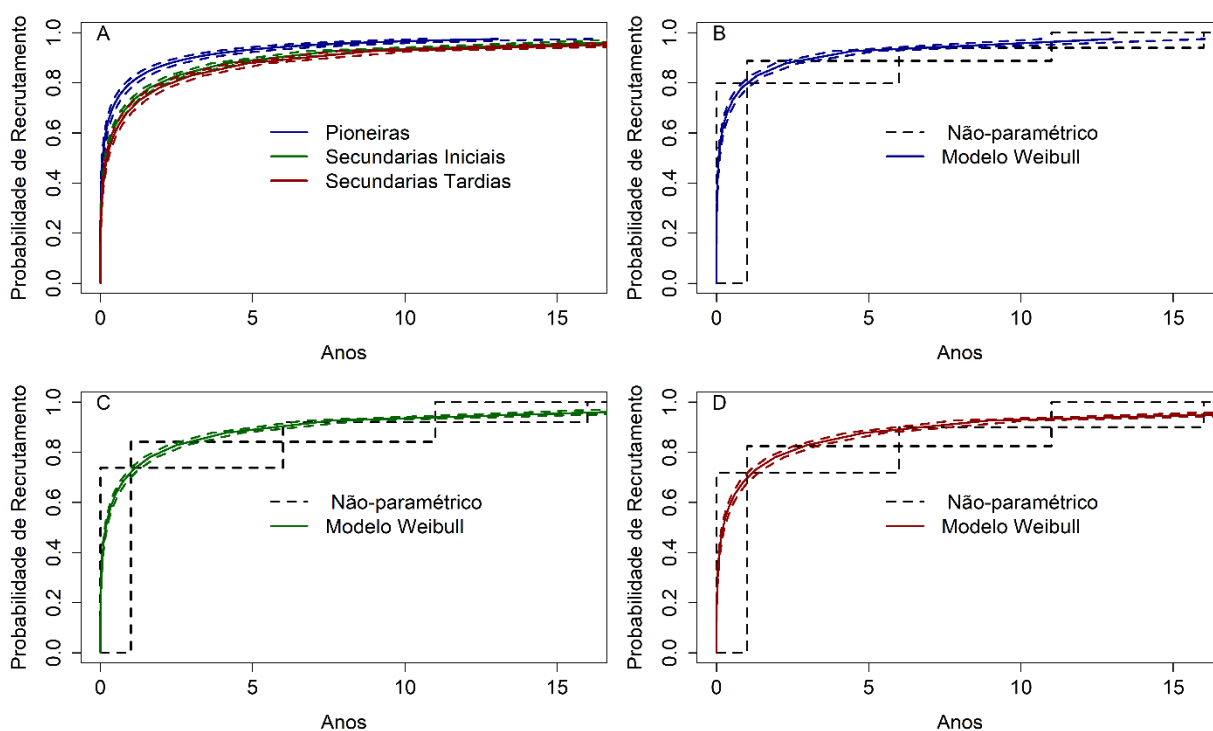 A
Probabilidade de Recrutamento
1.0
0.8
0.6
0.4
0.2
0.0
Pioneiras
Secundarias Iniciais
Secundarias Tardias
0 5 10 15
Anos
B
Probabilidade de Recrutamento
1.0
0.8
0.6
0.4
0.2
0.0
Não-paramétrico
Modelo Weibull
0 5 10 15
Anos
C
Probabilidade de Recrutamento
1.0
0.8
0.6
0.4
0.2
0.0
Não-paramétrico
Modelo Weibull
0 5 10 15
Anos
D
Probabilidade de Recrutamento
1.0
0.8
0.6
0.4
0.2
0.0
Não-paramétrico
Modelo Weibull
0 5 10 15
Anos